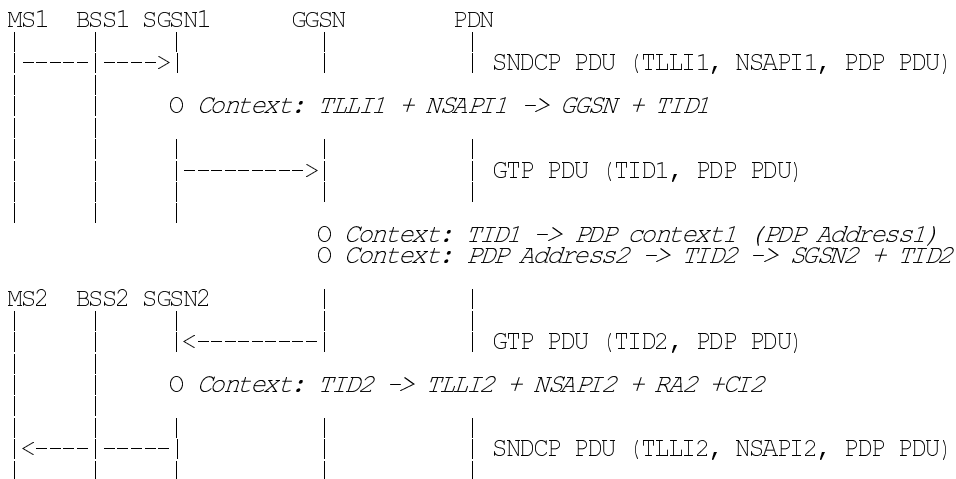 MS1 BSS1 SGSN1 GGSN PDN
SNDCP PDU (TLLI1, NSAPI1, PDP PDU)
O Context: TLLI1 + NSAPI1 -> GGSN + TID1
GTP PDU (TID1, PDP PDU)
O Context: TID1 -> PDP context1 (PDP Address1)
O Context: PDP Address2 -> TID2 -> SGSN2 + TID2
MS2 BSS2 SGSN2
GTP PDU (TID2, PDP PDU)
O Context: TID2 -> TLLI2 + NSAPI2 + RA2 +CI2
SNDCP PDU (TLLI2, NSAPI2, PDP PDU)